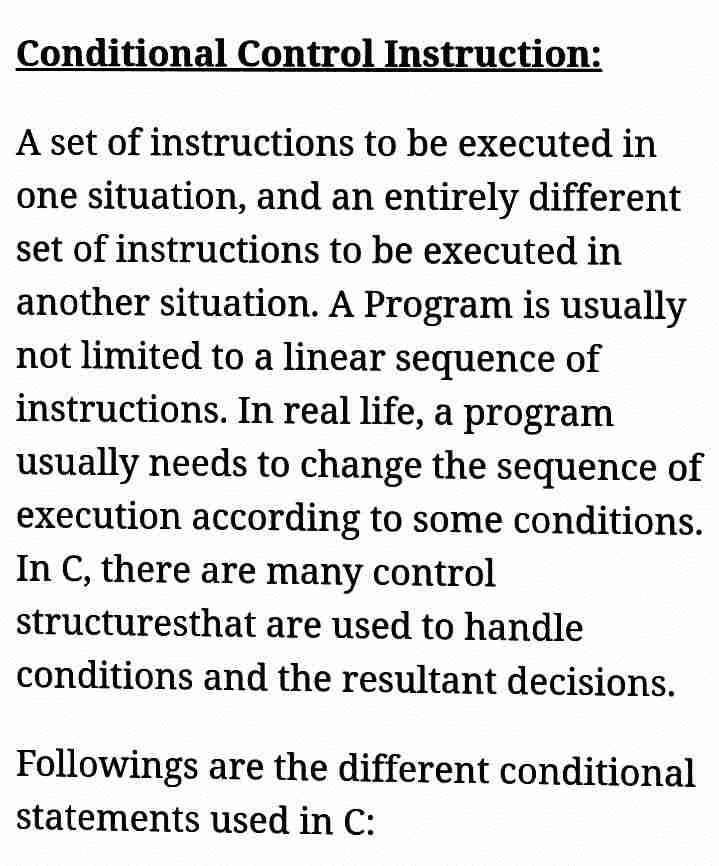 Conditional Control Instruction:
A set of instructions to be executed in
one situation, and an entirely different
set of instructions to be executed in
another situation. A Program is usually
not limited to a linear sequence of
instructions. In real life, a program
usually needs to change the sequence of
execution according to some conditions.
In C, there are many control
structuresthat are used to handle
conditions and the resultant decisions.
Followings are the different conditional
statements used in C: